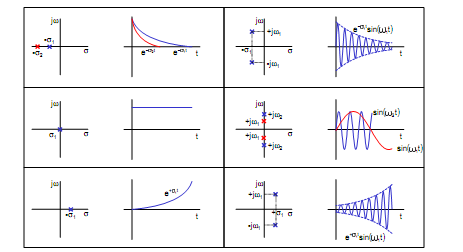 jω
-σ₂ -σ₁ σ
e^-σ₂t e^-σ₁t t
jω
+jω₁
-σ₁ σ
-jω₁
e^-σ₁t sin(ω₁t)
t
jω
σ₁ σ
t
jω
+jω₂
+jω₁
σ
+jω₁
+jω₂
sin(ω₂t)
t
sin(ω₁t)
jω
+σ₁ σ
e^+σ₁t
t
jω
+jω₁
+σ₁ σ
-jω₁
t
e^+σ₁t sin(ω₁t)